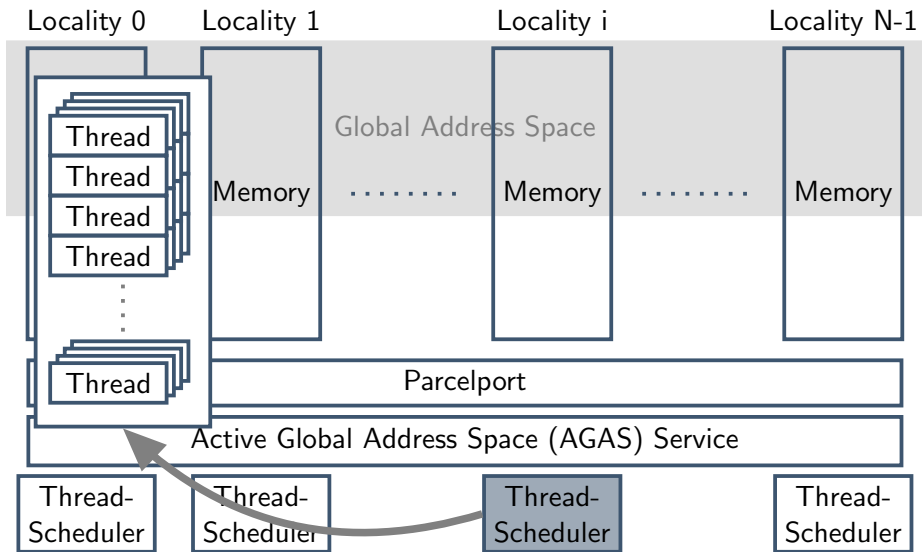 Locality 0
Locality 1
Locality i
Locality N-1
Global Address Space
Thread
Thread
Thread
Thread
Thread
Memory
Memory
Memory
Parcelport
Active Global Address Space (AGAS) Service
Thread-
Scheduler
Thread-
Scheduler
Thread-
Scheduler
Thread-
Scheduler